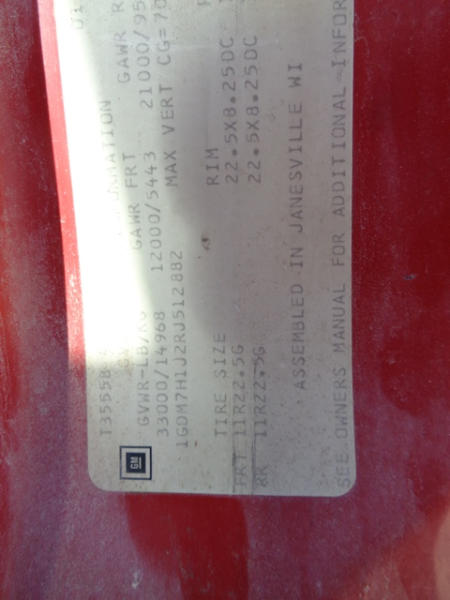 T3555B
GM
GVWR-LB/KG GAWR FRT GAWR R
33000/14968 12000/5443 21000/95
1GDM7H1J2RJ512882 MAX VERT CG=70
TIRE SIZE RIM
FRT 11R22.5G 22.5X8.25DC
RR 11R22.5G 22.5X8.25DC
ASSEMBLED IN JANESVILLE WI
SEE OWNERS MANUAL FOR ADDITIONAL INFOR